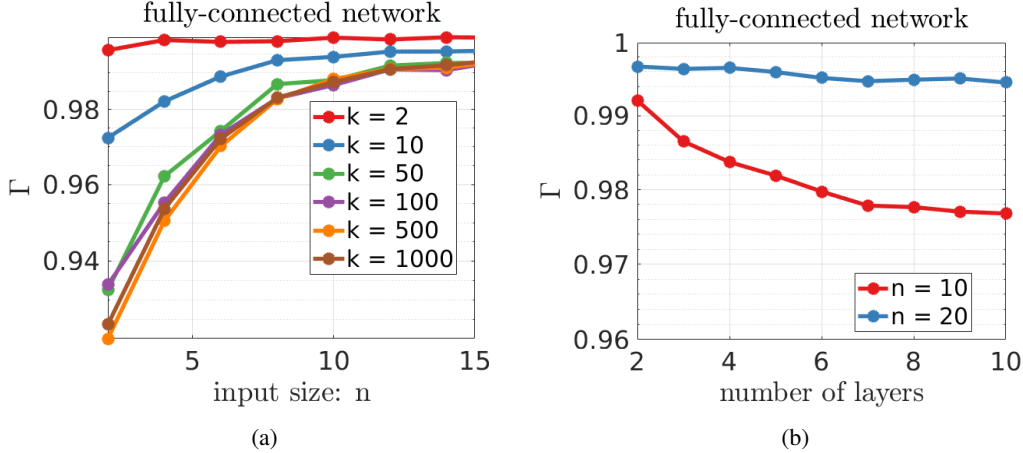 fully-connected network
0.98
0.96
0.94
Γ
k = 2
k = 10
k = 50
k = 100
k = 500
k = 1000
5
10
15
input size: n
(a)
fully-connected network
1
0.99
0.98
0.97
0.96
Γ
n = 10
n = 20
2
4
6
8
10
number of layers
(b)